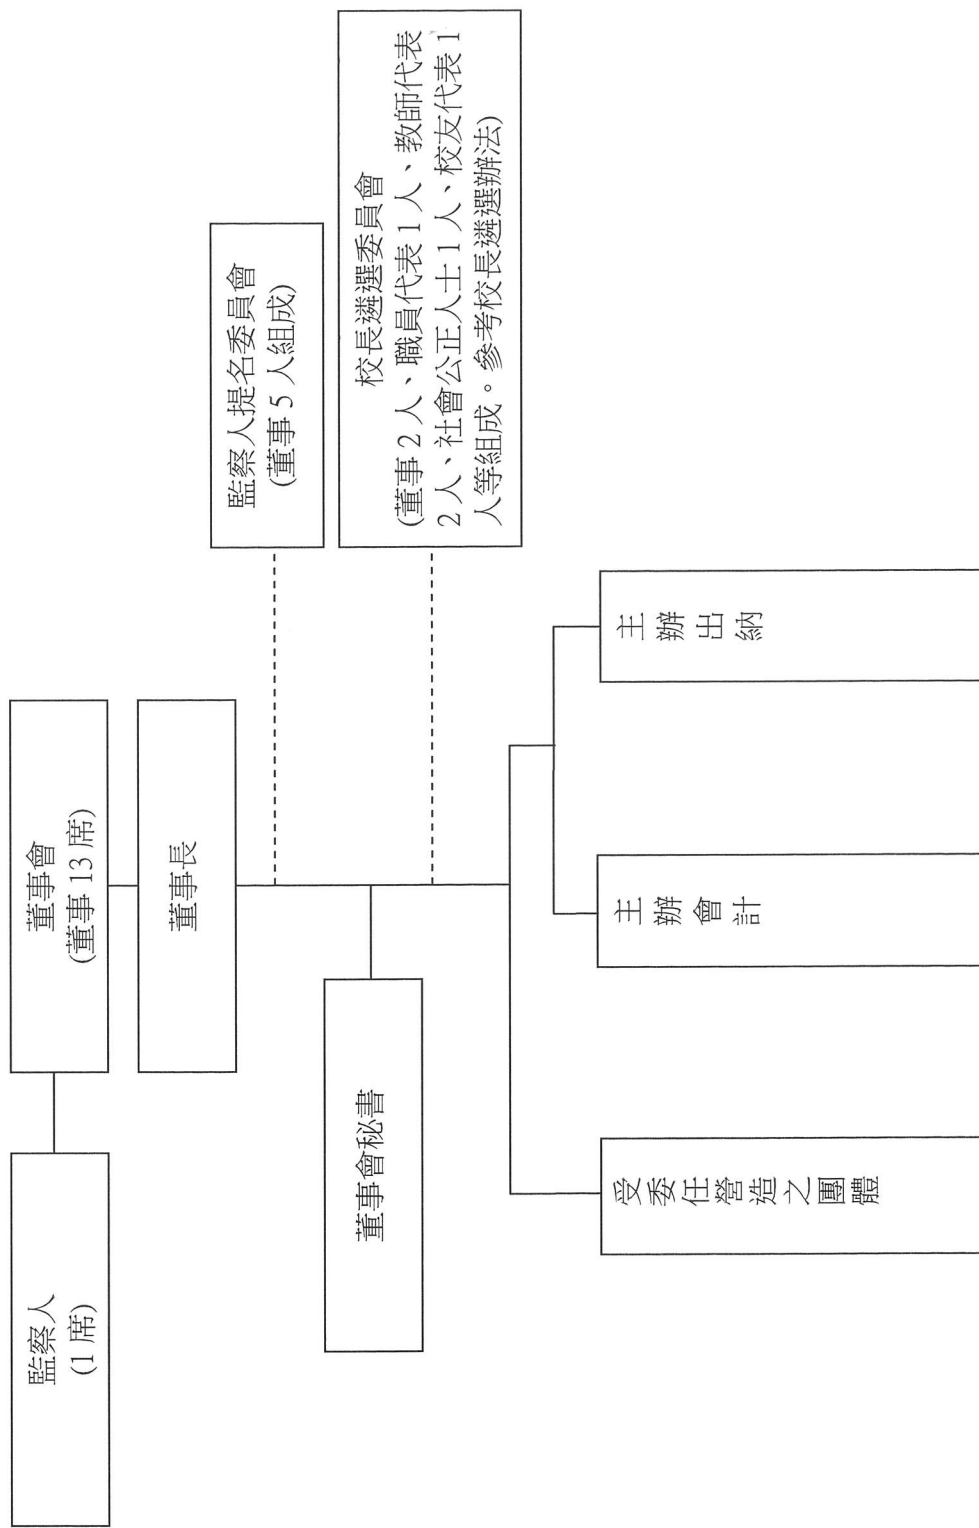 監察人
(1 席)
董事會
(董事 13 席)
董事長
監察人提名委員會
(董事 5 人組成)
校長遴選委員會
(董事 2 人、職員代表 1 人、教師代表
2 人、社會公正人士 1 人、校友代表 1
人等組成。參考校長遴選辦法)
董事會秘書
受委任營造之團體
主辦會計
主辦出納